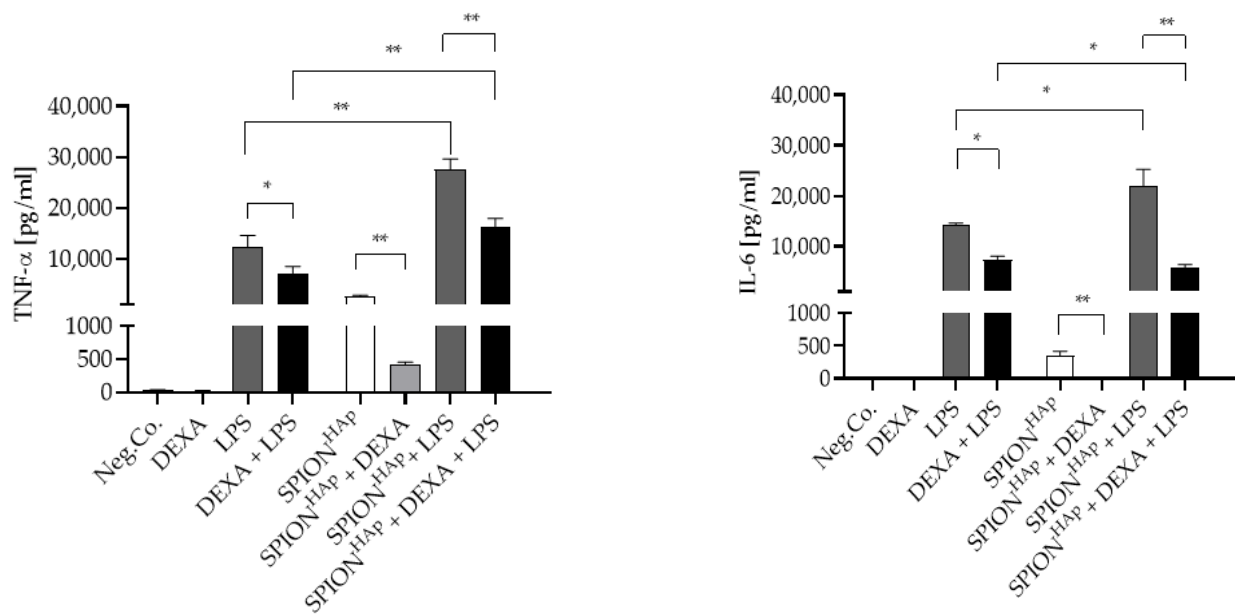 **
**
**
*
**
**
40,000
30,000
20,000
10,000
1000
500
0
TNF-α [pg/ml]
Neg.Co.
DEXA
LPS
DEXA + LPS
SPION^HAp
SPION^HAp + DEXA
SPION^HAp + LPS
SPION^HAp + DEXA + LPS
**
*
*
*
**
40,000
30,000
20,000
10,000
1000
500
0
IL-6 [pg/ml]
Neg.Co.
DEXA
LPS
DEXA + LPS
SPION^HAp
SPION^HAp + DEXA
SPION^HAp + LPS
SPION^HAp + DEXA + LPS